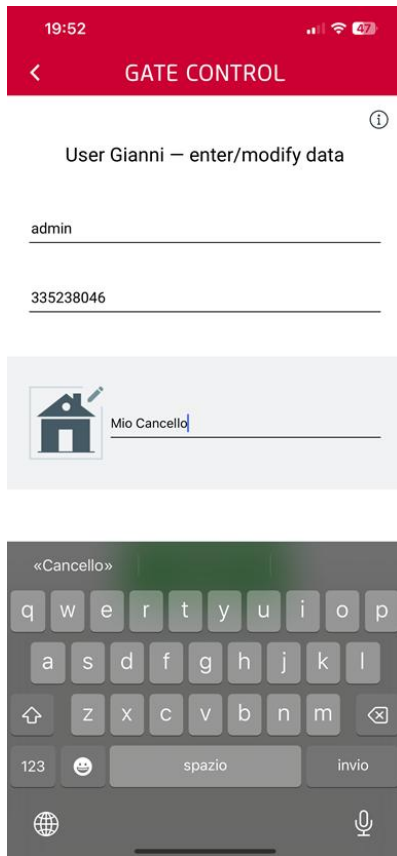 19:52
47
GATE CONTROL
User Gianni — enter/modify data
admin
335238046
Mio Cancello
«Cancello»
q w e r t y u i o p
a s d f g h j k l
z x c v b n m
123 spazio invio